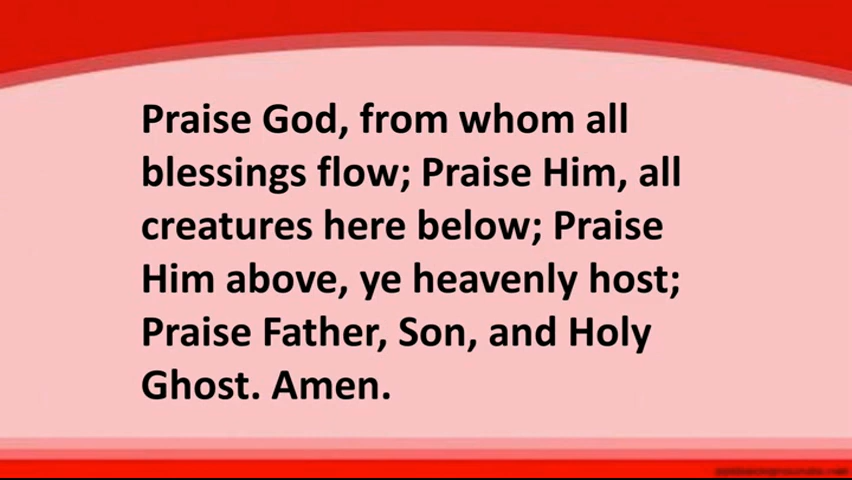 Praise God, from whom all
blessings flow; Praise Him, all
creatures here below; Praise
Him above, ye heavenly host;
Praise Father, Son, and Holy
Ghost. Amen.